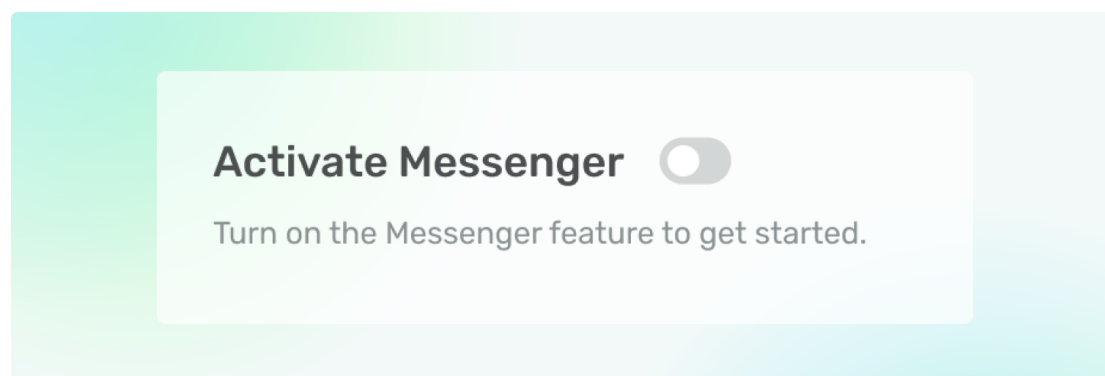 Activate Messenger
Turn on the Messenger feature to get started.